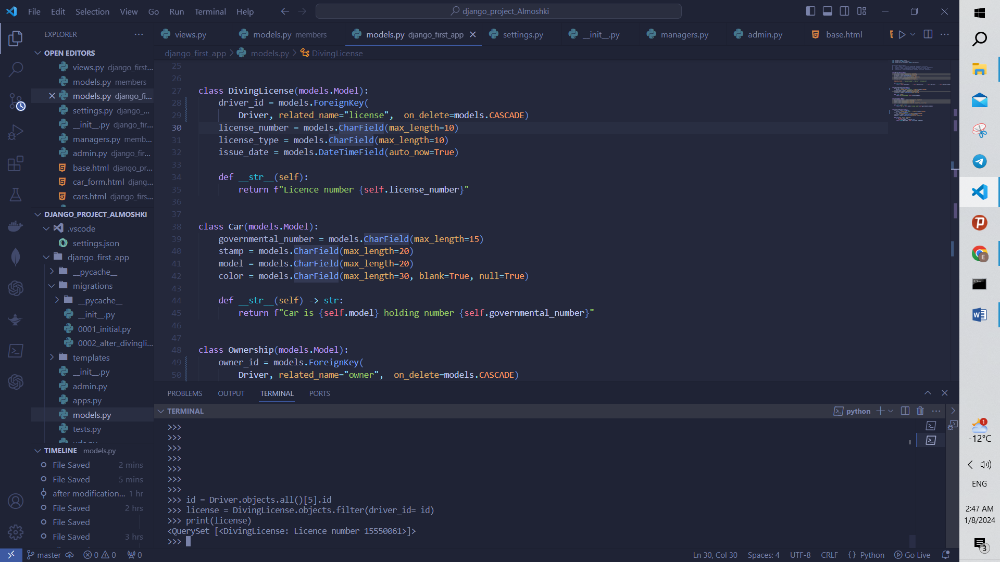 File Edit Selection View Go Run Terminal Help
django_project_Almoshki
EXPLORER
OPEN EDITORS
views.py django_first...
models.py members
models.py django_fi...
settings.py django_...
__init__.py django_fir...
managers.py memb...
admin.py django_fir...
base.html django_pr...
car_form.html djang...
cars.html django_firs...
DJANGO_PROJECT_ALMOSHKI
.vscode
settings.json
django_first_app
__pycache__
migrations
__pycache__
__init__.py
0001_initial.py
0002_alter_divingli...
templates
__init__.py
admin.py
apps.py
models.py
tests.py
TIMELINE models.py
File Saved 2 mins
File Saved 5 mins
after modification... 1 hr
File Saved 2 hrs
File Saved
File Saved 3 hrs
views.py
models.py members
models.py django_first_app
settings.py
__init__.py
managers.py
admin.py
base.html
django_first_app > models.py > DivingLicense
25
26
27 class DivingLicense(models.Model):
28 driver_id = models.ForeignKey(
29 Driver, related_name="license", on_delete=models.CASCADE)
30 license_number = models.CharField(max_length=10)
31 license_type = models.CharField(max_length=10)
32 issue_date = models.DateTimeField(auto_now=True)
33
34 def __str__(self):
35 return f"Licence number {self.license_number}"
36
37
38 class Car(models.Model):
39 governmental_number = models.CharField(max_length=15)
40 stamp = models.CharField(max_length=20)
41 model = models.CharField(max_length=20)
42 color = models.CharField(max_length=30, blank=True, null=True)
43
44 def __str__(self) -> str:
45 return f"Car is {self.model} holding number {self.governmental_number}"
46
47
48 class Ownership(models.Model):
49 owner_id = models.ForeignKey(
50 Driver, related_name="owner", on_delete=models.CASCADE)
PROBLEMS OUTPUT TERMINAL PORTS
TERMINAL
python
>>>
>>>
>>>
>>>
>>>
>>>
>>>
>>> id = Driver.objects.all()[5].id
>>> license = DivingLicense.objects.filter(driver_id= id)
>>> print(license)
<QuerySet [<DivingLicense: Licence number 15550061>]>
>>>
master 0 0 0
Ln 30, Col 30 Spaces: 4 UTF-8 CRLF {} Python Go Live
E
1
-12°C
ENG
2:47 AM
1/8/2024
3